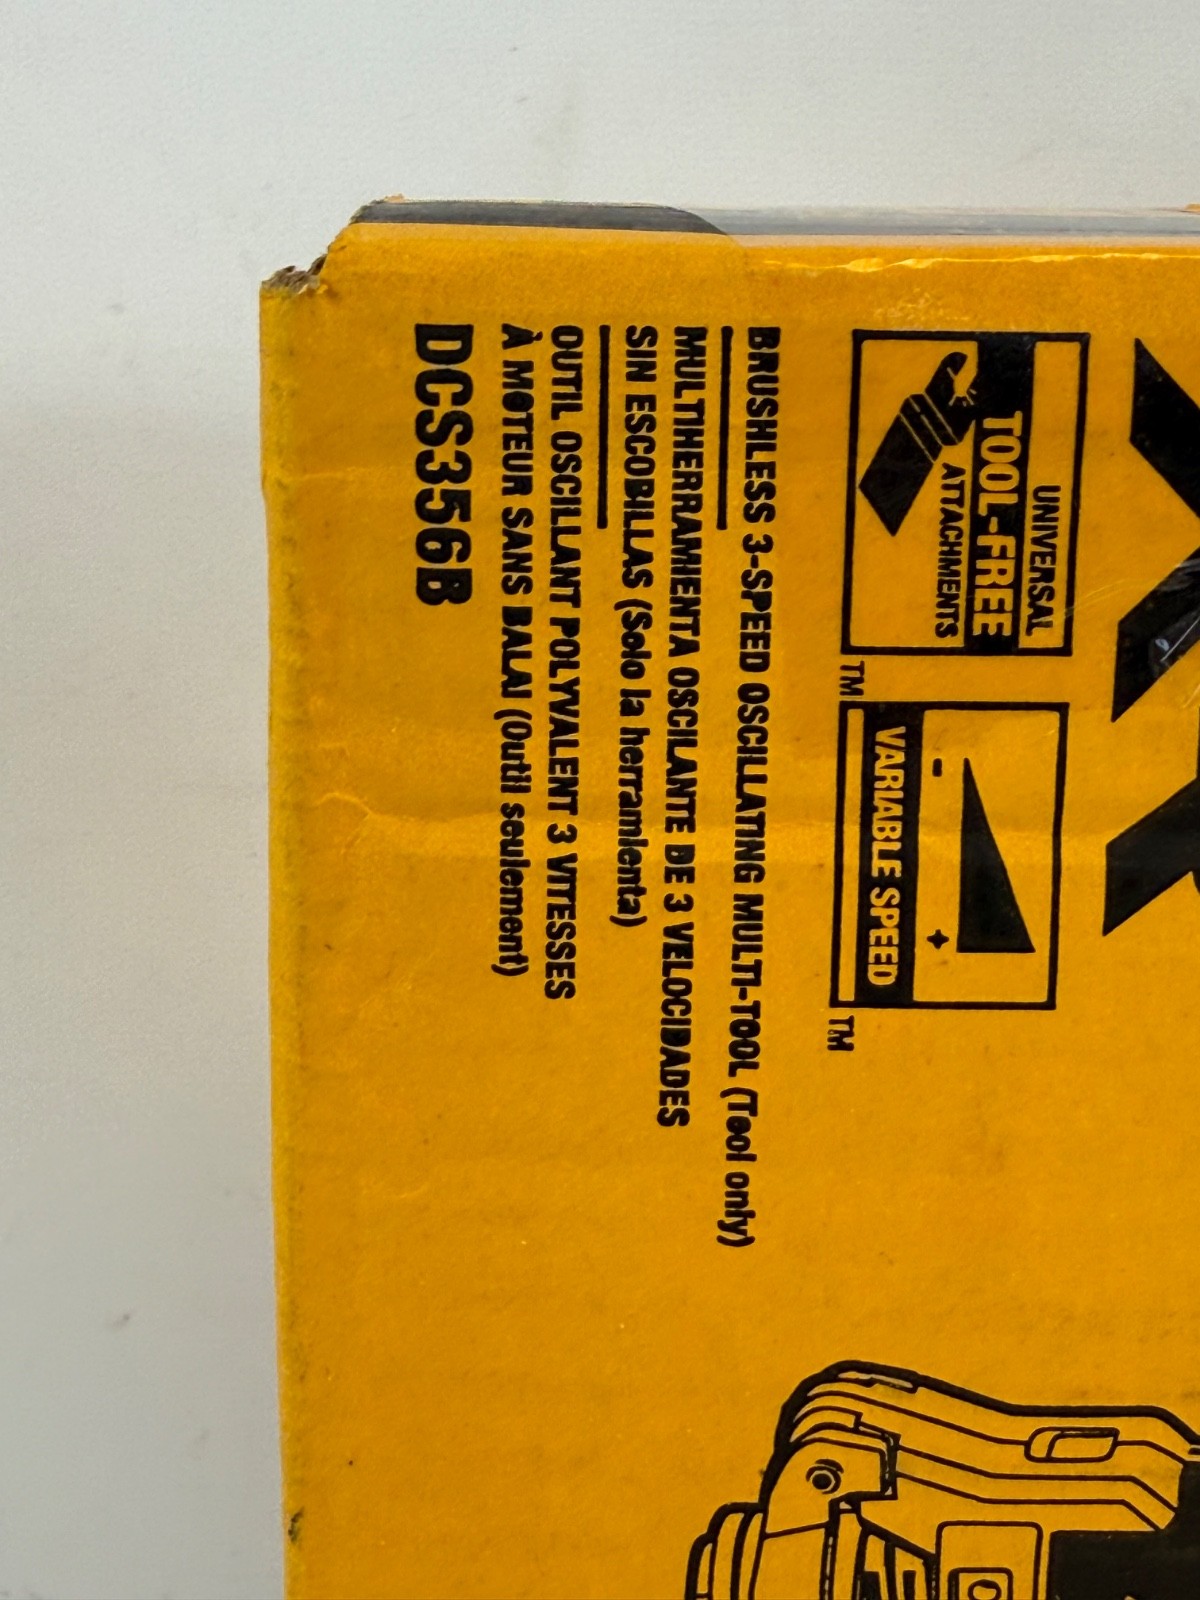 UNIVERSAL
TOOL-FREE
ATTACHMENTS
TM
- +
VARIABLE SPEED
TM
BRUSHLESS 3-SPEED OSCILLATING MULTI-TOOL (Tool only)
MULTIHERRAMIENTA OSCILANTE DE 3 VELOCIDADES
SIN ESCOBILLAS (Solo la herramienta)
OUTIL OSCILLANT POLYVALENT 3 VITESSES
À MOTEUR SANS BALAI (Outil seulement)
DCS356B